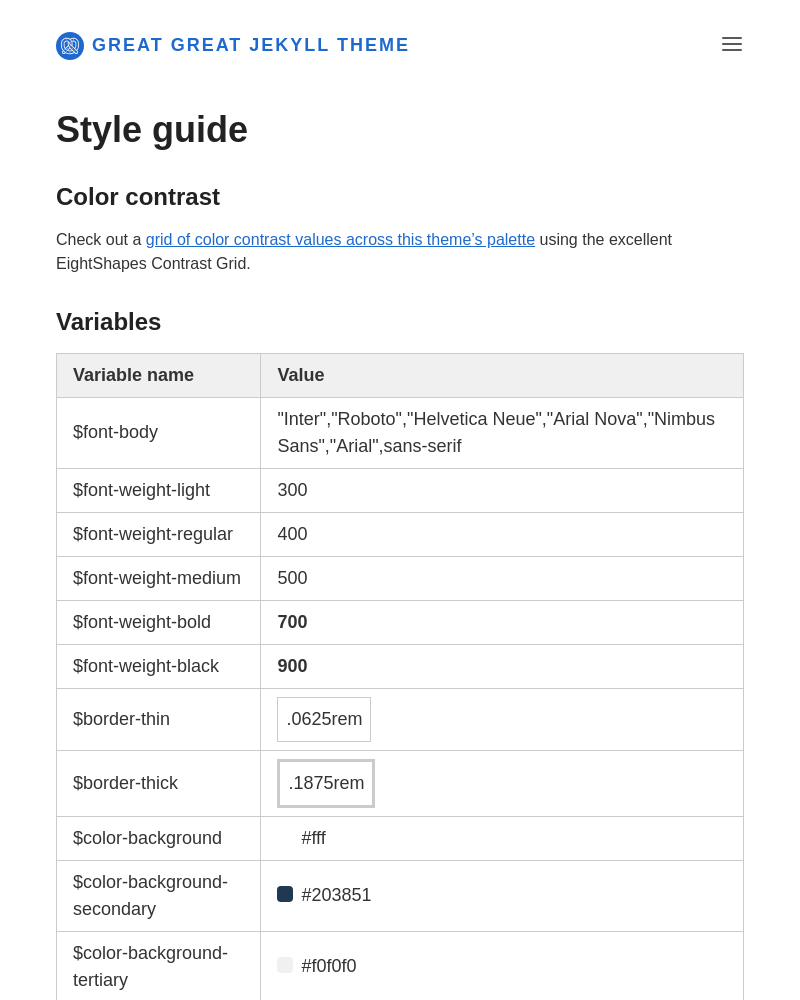 GREAT GREAT JEKYLL THEME
Style guide
Color contrast
Check out a grid of color contrast values across this theme’s palette using the excellent
EightShapes Contrast Grid.
Variables
Variable name Value
$font-body "Inter","Roboto","Helvetica Neue","Arial Nova","Nimbus
Sans","Arial",sans-serif
$font-weight-light 300
$font-weight-regular 400
$font-weight-medium 500
$font-weight-bold 700
$font-weight-black 900
$border-thin .0625rem
$border-thick .1875rem
$color-background #fff
$color-background-
secondary #203851
$color-background-
tertiary #f0f0f0